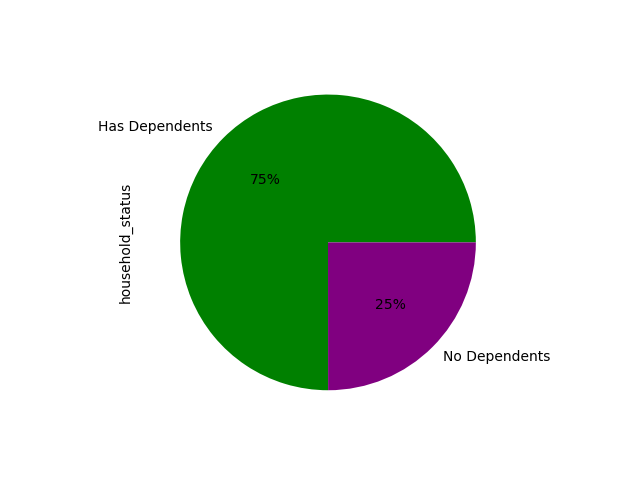 Has Dependents
75%
household_status
25%
No Dependents